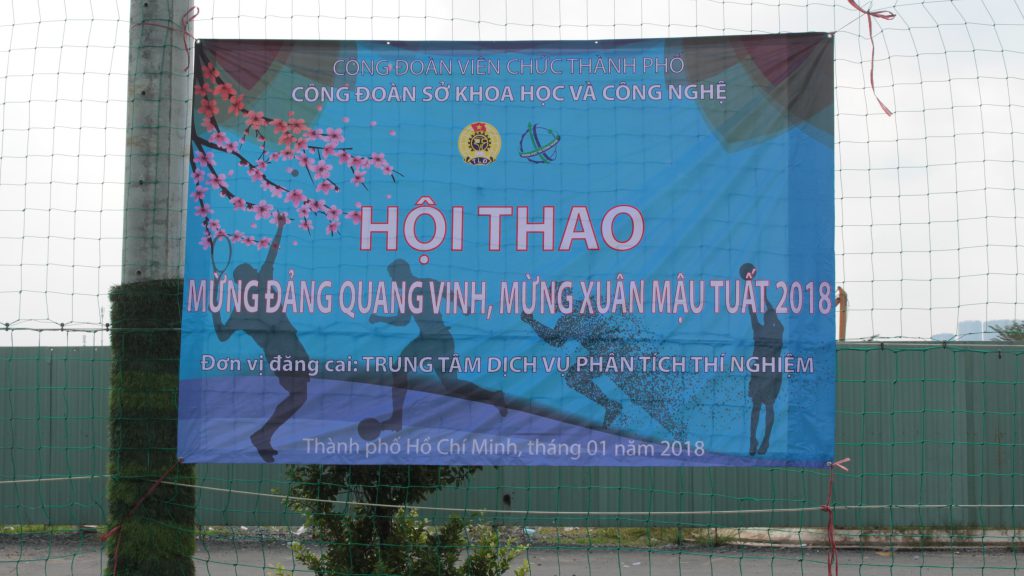 CÔNG ĐOÀN VIÊN CHỨC THÀNH PHỐ
CÔNG ĐOÀN SỞ KHOA HỌC VÀ CÔNG NGHỆ
TLĐ
HỘI THAO
MỪNG ĐẢNG QUANG VINH, MỪNG XUÂN MẬU TUẤT 2018
Đơn vị đăng cai: TRUNG TÂM DỊCH VỤ PHÂN TÍCH THÍ NGHIỆM
Thành phố Hồ Chí Minh, tháng 01 năm 2018